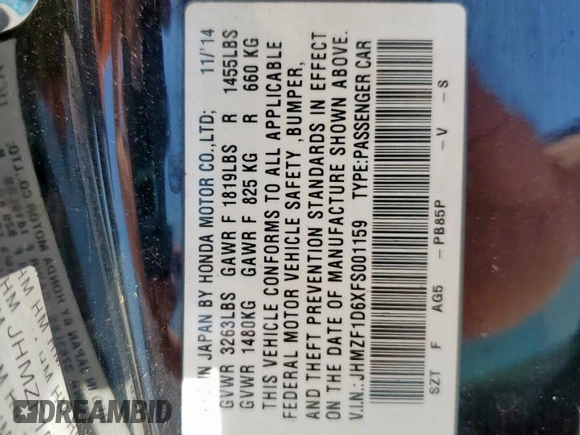 IN JAPAN BY HONDA MOTOR CO.,LTD; 11/'14
GVWR 3263LBS GAWR F 1819LBS R 1455LBS
GVWR 1480KG GAWR F 825 KG R 660 KG
THIS VEHICLE CONFORMS TO ALL APPLICABLE
FEDERAL MOTOR VEHICLE SAFETY ,BUMPER,
AND THEFT PREVENTION STANDARDS IN EFFECT
ON THE DATE OF MANUFACTURE SHOWN ABOVE.
V.I.N.: JHMZF1D6XFS001159 TYPE:PASSENGER CAR
SZT F AG5 -PB85P -V -S
DREAMBID